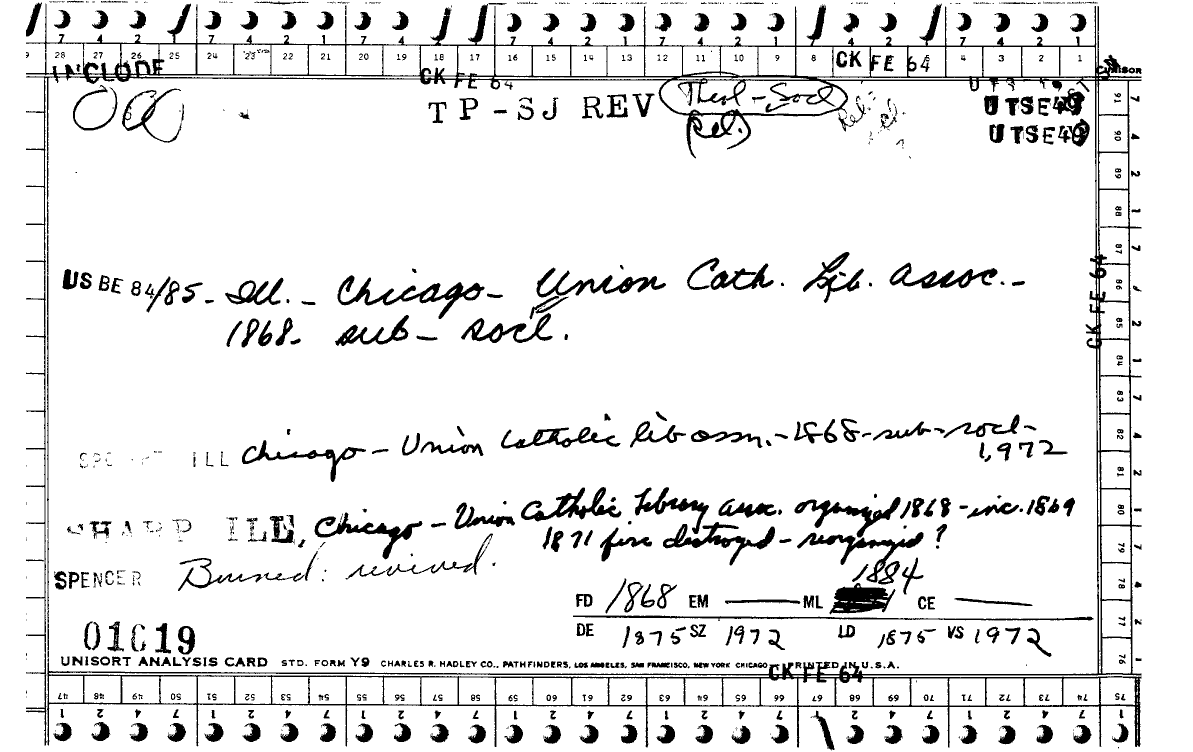 7 4 2 1 7 4 2 1 7 4 2 1 7 4 2 1 7 4 2 1 7 4 2 1 7 4 2 1
28 27 26 25 24 23 22 21 20 19 18 17 16 15 14 13 12 11 10 9 8 7 6 5 4 3 2 1
INCLUDE CK FE 64 CK FE 64
TP-SJ REV Theol-Socl UTSE49
(Rel.) UTSE49
US BE 84/85- Ill. - Chicago- Union Cath. Lib. Assoc.-
1868- sub- socl.
ILL Chicago - Union Catholic lib assn.-1868-sub-socl-
1,972
SHARP ILL, Chicago - Union Catholic Library Assoc. organized 1868 - inc. 1869
1871 fire distroyed - reorganized?
SPENCER Burned: revived.
1884
FD 1868 EM — ML CE —
DE 1875 SZ 1972 LD 1875 VS 1972
01019
UNISORT ANALYSIS CARD STD. FORM Y9 CHARLES R. HADLEY CO., PATHFINDERS, LOS ANGELES, SAN FRANCISCO, NEW YORK CHICAGO PRINTED IN U.S.A.
CK FE 64
CK FE 64
91 90 89 88 87 86 85 84 83 82 81 80 79 78 77 76
47 48 49 50 51 52 53 54 55 56 57 58 59 60 61 62 63 64 65 66 67 68 69 70 71 72 73 74 75
1 2 4 7 1 2 4 7 1 2 4 7 1 2 4 7 1 2 4 7 1 2 4 7 1 2 4 7 1